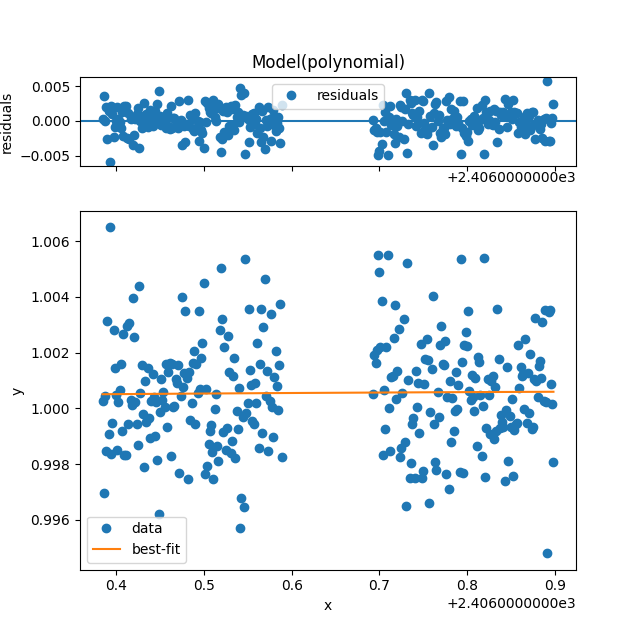 Model(polynomial)
residuals
0.005
0.000
−0.005
residuals
+2.4060000000e3
y
1.006
1.004
1.002
1.000
0.998
0.996
data
best-fit
0.4 0.5 0.6 0.7 0.8 0.9
x
+2.4060000000e3